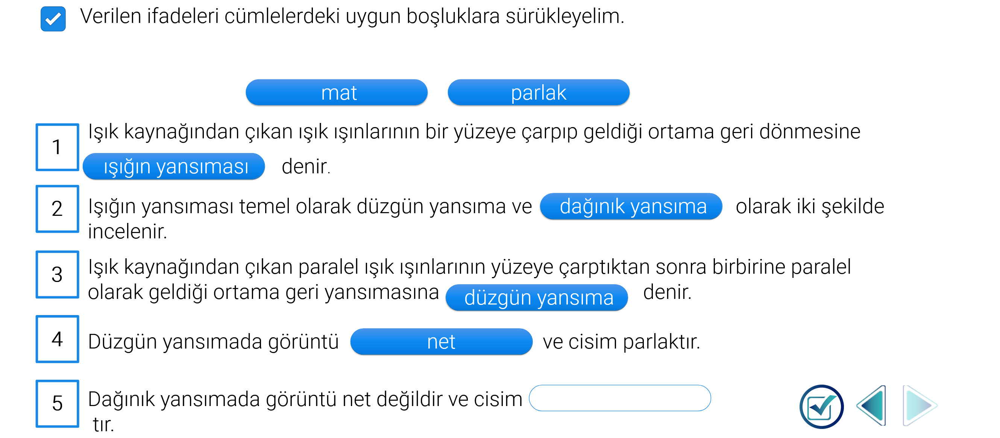 Verilen ifadeleri cümlelerdeki uygun boşluklara sürükleyelim.
mat parlak
1 Işık kaynağından çıkan ışık ışınlarının bir yüzeye çarpıp geldiği ortama geri dönmesine
ışığın yansıması denir.
2 Işığın yansıması temel olarak düzgün yansıma ve dağınık yansıma olarak iki şekilde
incelenir.
3 Işık kaynağından çıkan paralel ışık ışınlarının yüzeye çarptıktan sonra birbirine paralel
olarak geldiği ortama geri yansımasına düzgün yansıma denir.
4 Düzgün yansımada görüntü net ve cisim parlaktır.
5 Dağınık yansımada görüntü net değildir ve cisim
tır.